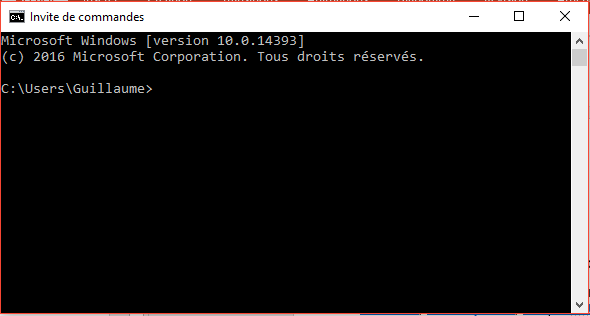 Invite de commandes
Microsoft Windows [version 10.0.14393]
(c) 2016 Microsoft Corporation. Tous droits réservés.
C:\Users\Guillaume>